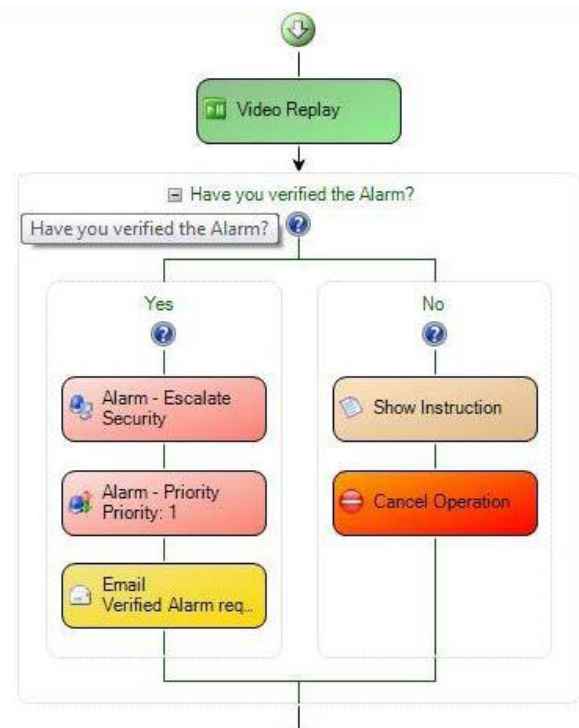 Video Replay
Have you verified the Alarm?
Have you verified the Alarm?
Yes
No
Alarm - Escalate
Security
Show Instruction
Alarm - Priority
Priority: 1
Cancel Operation
Email
Verified Alarm req...